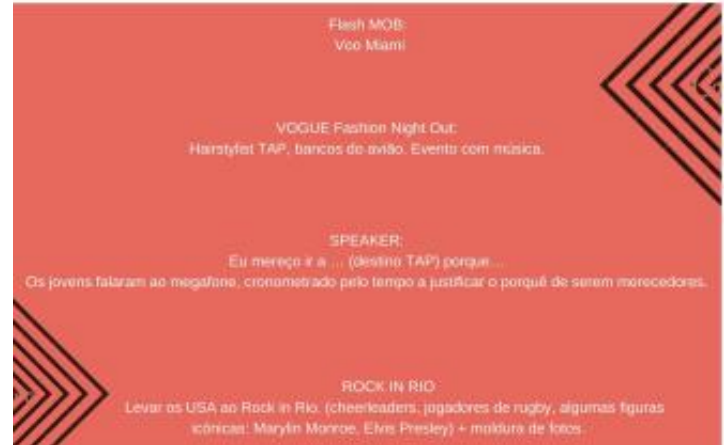 Flash MOB:
Voo Miami
VOGUE Fashion Night Out:
Hairstylist TAP, bancos do avião. Evento com música.
SPEAKER:
Eu mereço ir a ... (destino TAP) porque...
Os jovens falaram ao megafone, cronometrado pelo tempo a justificar o porquê de serem merecedores.
ROCK IN RIO
Levar os USA ao Rock in Rio. (cheerleaders; jogadores de rugby, algumas figuras
icónicas: Marylin Monroe, Elvis Presley) + moldura de fotos.